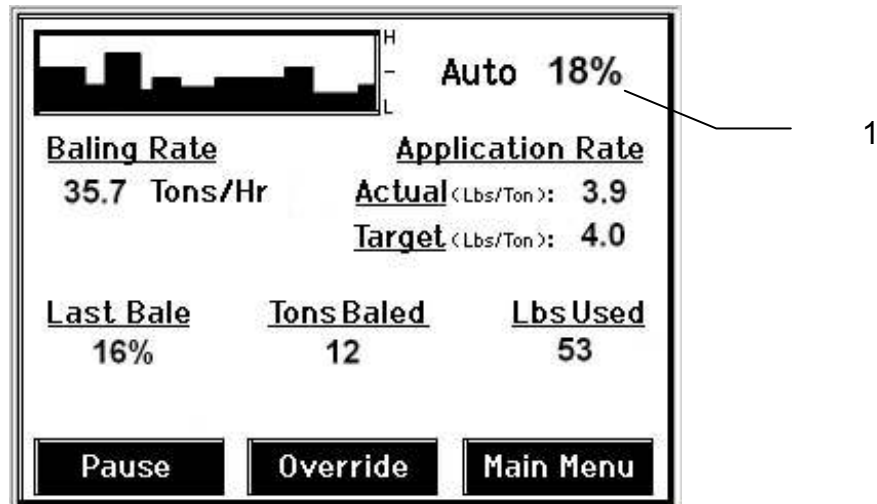 H
Auto 18%
-
L
1
Baling Rate Application Rate
35.7 Tons/Hr Actual (Lbs/Ton): 3.9
Target (Lbs/Ton): 4.0
Last Bale Tons Baled Lbs Used
16% 12 53
Pause Override Main Menu